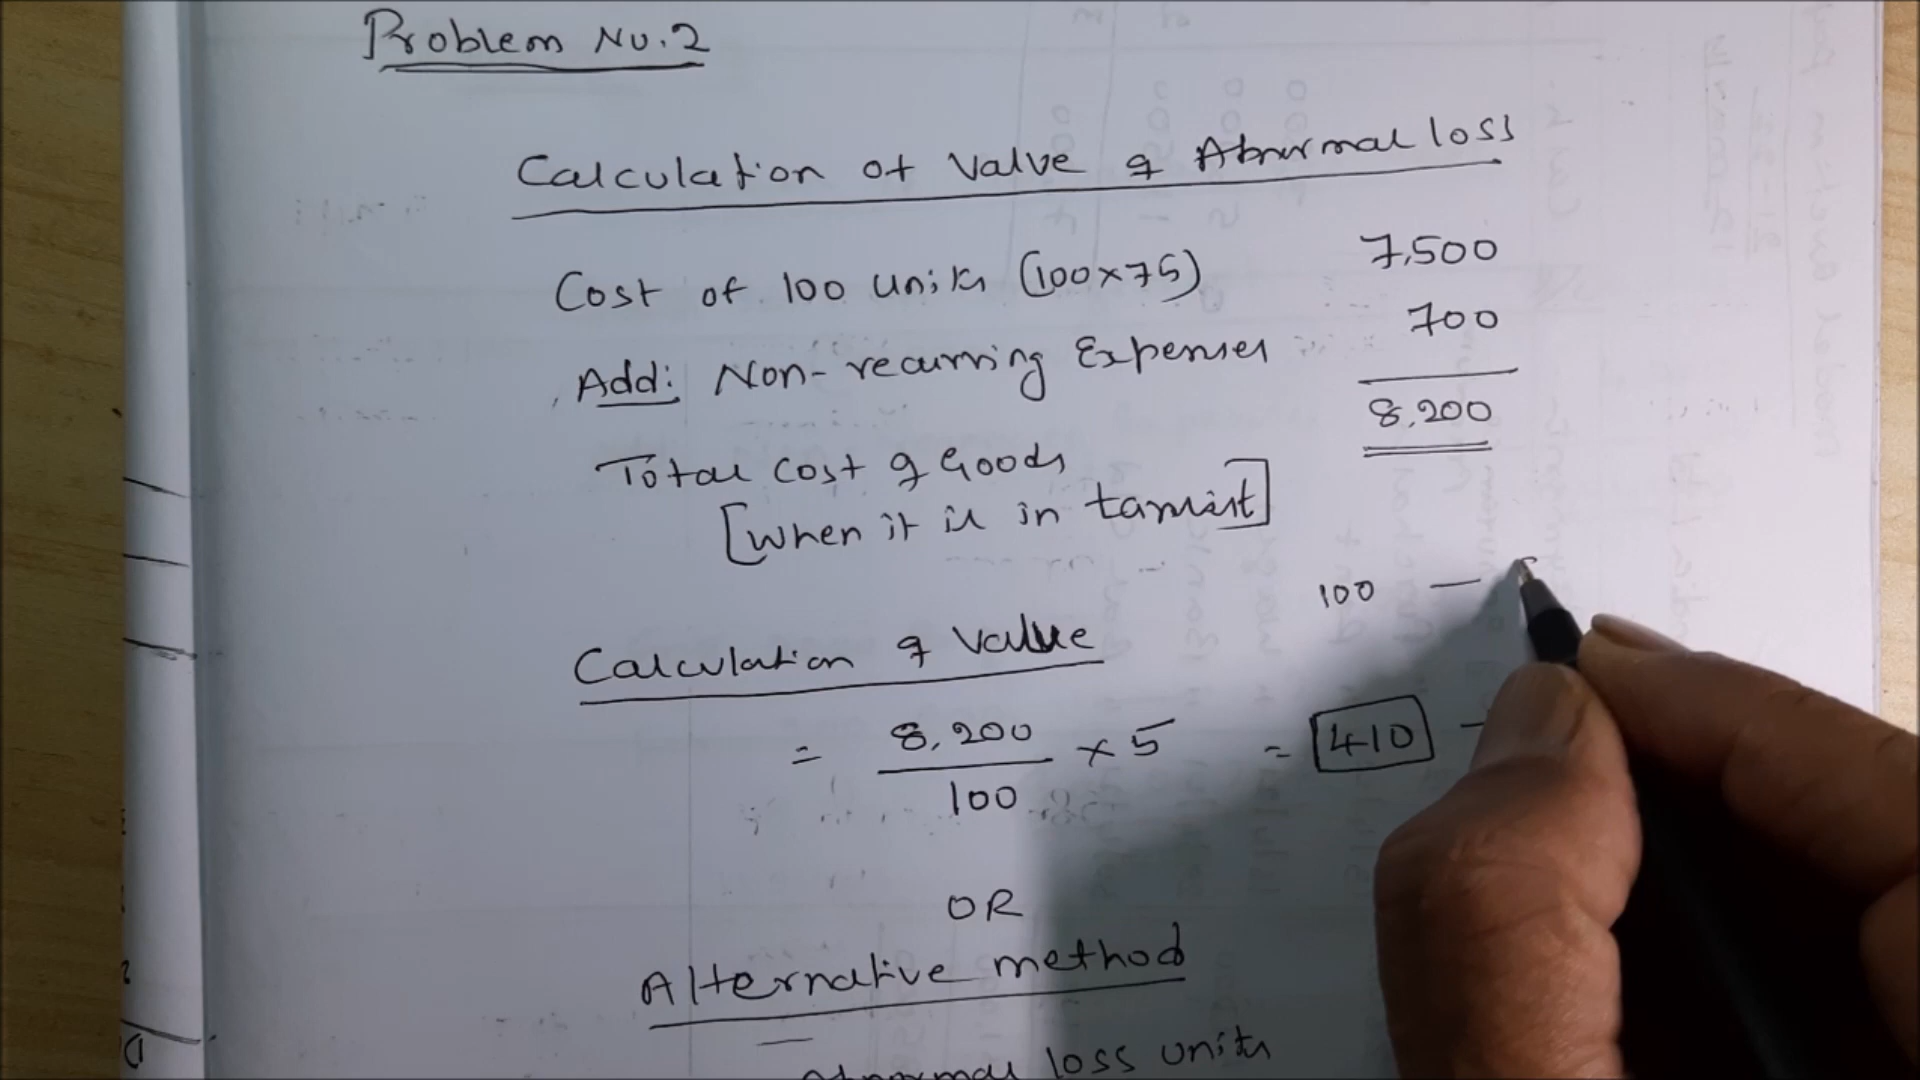 Problem No.2
Calculation of Value of Abnormal loss
Cost of 100 units (100×75) 7,500
Add: Non-recurring Expenses 700
8,200
Total cost of Goods
[When it is in transist]
100 —
Calculation of Value
= 8,200 / 100 × 5 = 410 —
OR
Alternative method
Abnormal loss units